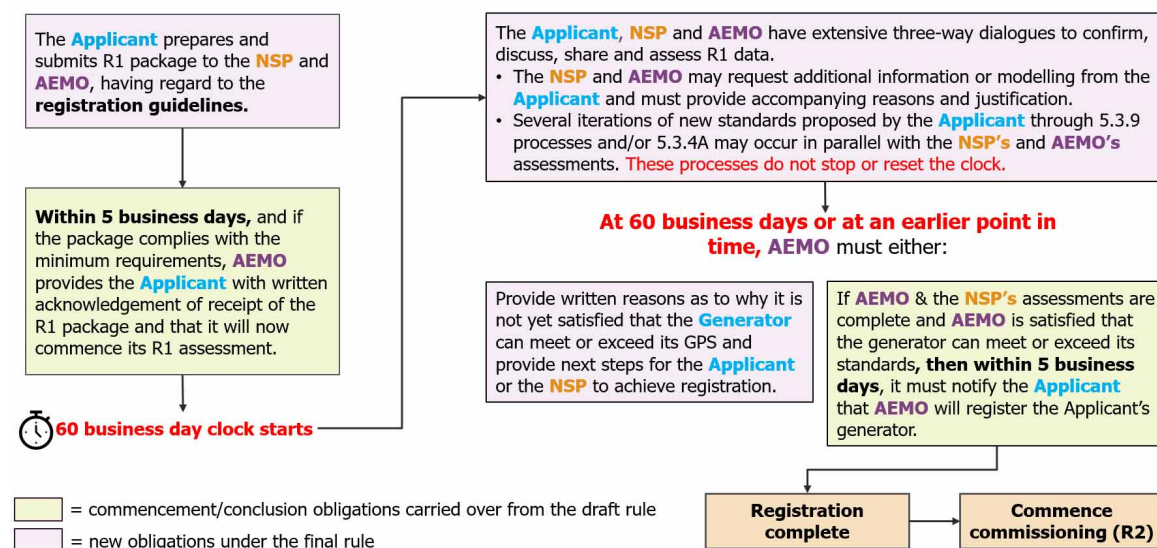 The Applicant prepares and
submits R1 package to the NSP and
AEMO, having regard to the
registration guidelines.
Within 5 business days, and if
the package complies with the
minimum requirements, AEMO
provides the Applicant with written
acknowledgement of receipt of the
R1 package and that it will now
commence its R1 assessment.
60 business day clock starts
The Applicant, NSP and AEMO have extensive three-way dialogues to confirm,
discuss, share and assess R1 data.
• The NSP and AEMO may request additional information or modelling from the
Applicant and must provide accompanying reasons and justification.
• Several iterations of new standards proposed by the Applicant through 5.3.9
processes and/or 5.3.4A may occur in parallel with the NSP's and AEMO's
assessments. These processes do not stop or reset the clock.
At 60 business days or at an earlier point in
time, AEMO must either:
Provide written reasons as to why it is
not yet satisfied that the Generator
can meet or exceed its GPS and
provide next steps for the Applicant
or the NSP to achieve registration.
If AEMO & the NSP's assessments are
complete and AEMO is satisfied that
the generator can meet or exceed its
standards, then within 5 business
days, it must notify the Applicant
that AEMO will register the Applicant's
generator.
Registration
complete
Commence
commissioning (R2)
= commencement/conclusion obligations carried over from the draft rule
= new obligations under the final rule